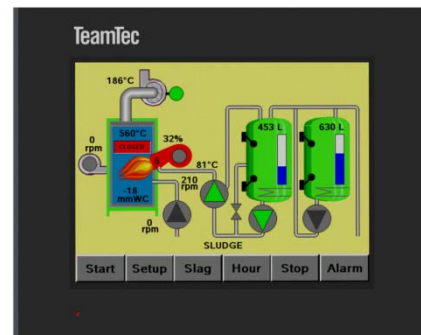 TeamTec
186°C
0
rpm
560°C
CLOSED
32%
S
81°C
210
rpm
-18
mmWC
0
rpm
453 L
630 L
SLUDGE
Start
Setup
Slag
Hour
Stop
Alarm